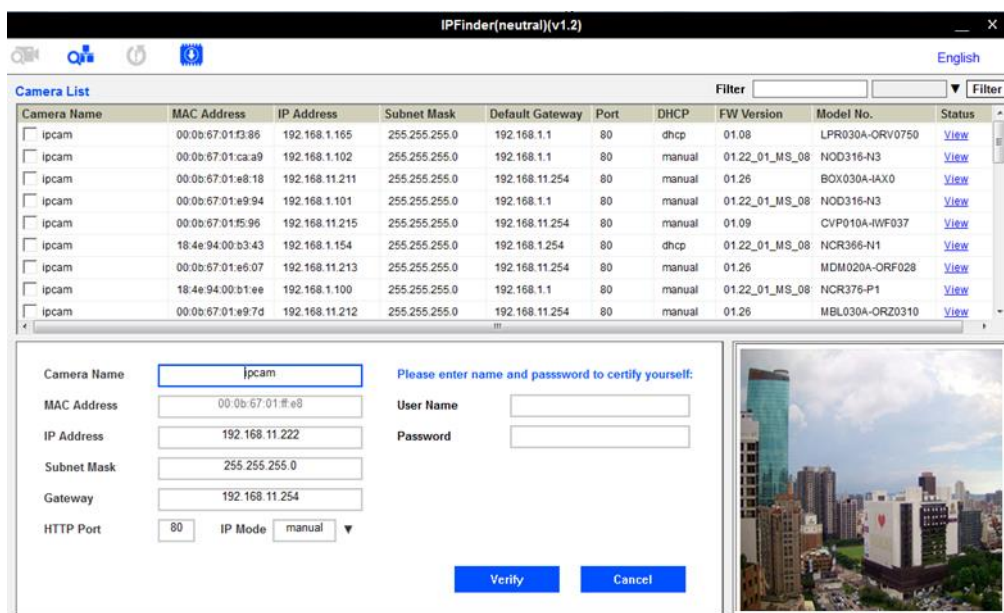 IPFinder(neutral)(v1.2)
English
Camera List Filter Filter
Camera Name MAC Address IP Address Subnet Mask Default Gateway Port DHCP FW Version Model No. Status
ipcam 00:0b:67:01:f3:86 192.168.1.165 255.255.255.0 192.168.1.1 80 dhcp 01.08 LPR030A-ORV0750 View
ipcam 00:0b:67:01:ca:a9 192.168.1.102 255.255.255.0 192.168.1.1 80 manual 01.22_01_MS_08 NOD316-N3 View
ipcam 00:0b:67:01:e8:18 192.168.11.211 255.255.255.0 192.168.11.254 80 manual 01.26 BOX030A-IAX0 View
ipcam 00:0b:67:01:e9:94 192.168.1.101 255.255.255.0 192.168.1.1 80 manual 01.22_01_MS_08 NOD316-N3 View
ipcam 00:0b:67:01:f5:96 192.168.11.215 255.255.255.0 192.168.11.254 80 manual 01.09 CVP010A-IWF037 View
ipcam 18:4e:94:00:b3:43 192.168.1.154 255.255.255.0 192.168.1.254 80 dhcp 01.22_01_MS_08 NCR366-N1 View
ipcam 00:0b:67:01:e6:07 192.168.11.213 255.255.255.0 192.168.11.254 80 manual 01.26 MDM020A-ORF028 View
ipcam 18:4e:94:00:b1:ee 192.168.1.100 255.255.255.0 192.168.1.1 80 manual 01.22_01_MS_08 NCR376-P1 View
ipcam 00:0b:67:01:e9:7d 192.168.11.212 255.255.255.0 192.168.11.254 80 manual 01.26 MBL030A-ORZ0310 View
Camera Name ipcam Please enter name and passsword to certify yourself:
MAC Address 00:0b:67:01:ff:e8 User Name
IP Address 192.168.11.222 Password
Subnet Mask 255.255.255.0
Gateway 192.168.11.254
HTTP Port 80 IP Mode manual
Verify Cancel